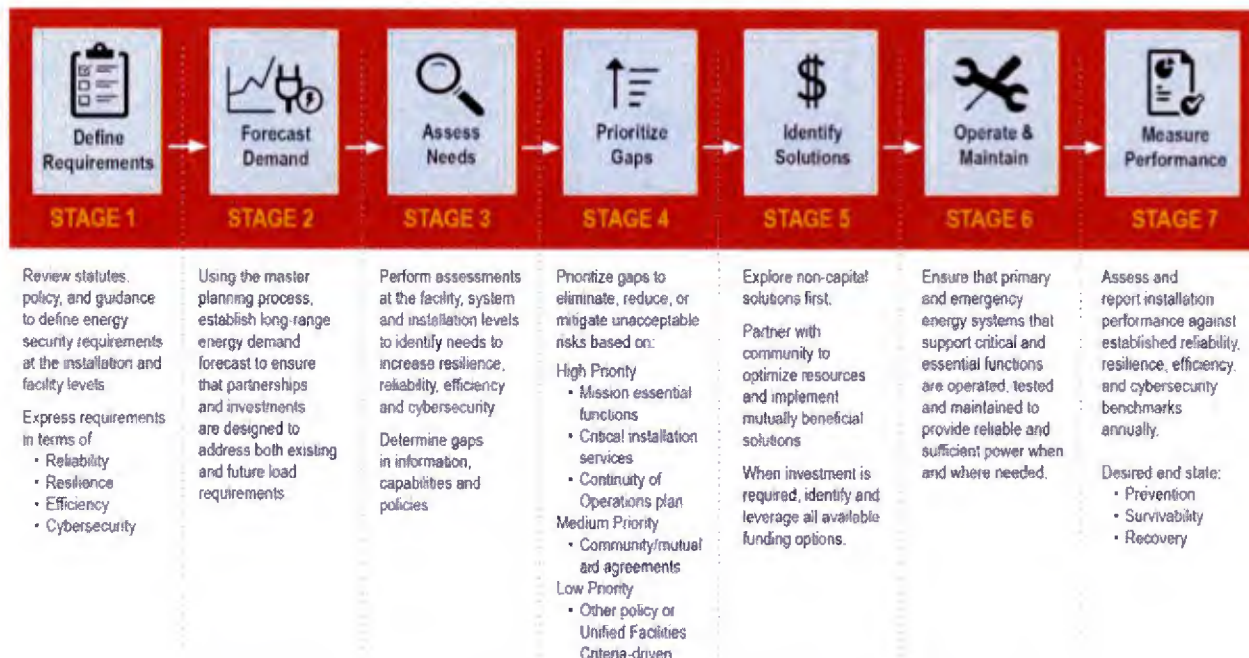 Define
Requirements
STAGE 1
Review statutes,
policy, and guidance
to define energy
security requirements
at the installation and
facility levels
Express requirements
in terms of
• Reliability
• Resilience
• Efficiency
• Cybersecurity
Forecast
Demand
STAGE 2
Using the master
planning process,
establish long-range
energy demand
forecast to ensure
that partnerships
and investments
are designed to
address both existing
and future load
requirements
Assess
Needs
STAGE 3
Perform assessments
at the facility, system
and installation levels
to identify needs to
increase resilience,
reliability, efficiency
and cybersecurity
Determine gaps
in information,
capabilities and
policies
Prioritize
Gaps
STAGE 4
Prioritize gaps to
eliminate, reduce, or
mitigate unacceptable
risks based on:
High Priority
• Mission essential
functions
• Critical installation
services
• Continuity of
Operations plan
Medium Priority
• Community/mutual
aid agreements
Low Priority
• Other policy or
Unified Facilities
Criteria-driven
$
Identify
Solutions
STAGE 5
Explore non-capital
solutions first.
Partner with
community to
optimize resources
and implement
mutually beneficial
solutions
When investment is
required, identify and
leverage all available
funding options.
Operate &
Maintain
STAGE 6
Ensure that primary
and emergency
energy systems that
support critical and
essential functions
are operated, tested
and maintained to
provide reliable and
sufficient power when
and where needed.
Measure
Performance
STAGE 7
Assess and
report installation
performance against
established reliability,
resilience, efficiency,
and cybersecurity
benchmarks
annually.
Desired end state:
• Prevention
• Survivability
• Recovery